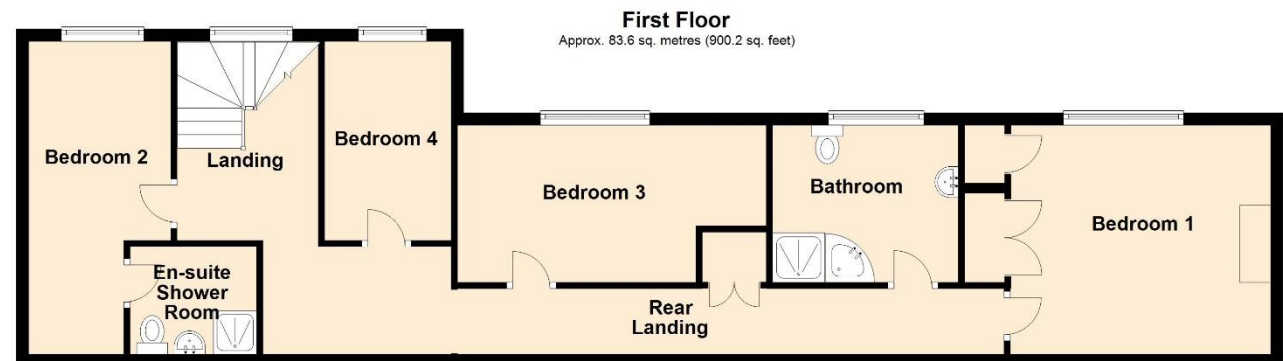 First Floor
Approx. 83.6 sq. metres (900.2 sq. feet)
Bedroom 2
Landing
Bedroom 4
Bedroom 3
Bathroom
Bedroom 1
En-suite
Shower
Room
Rear
Landing